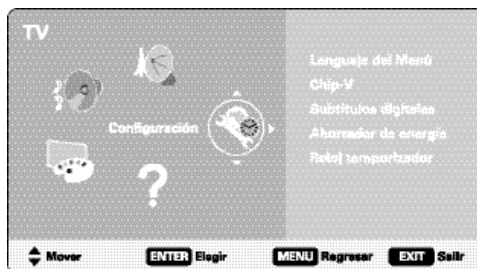 TV
Configuración
Lenguaje del Menú
Chip-V
Subtítulos digitales
Ahorrador de energía
Reloj temporizador
Mover ENTER Elegir MENU Regresar EXIT Salir